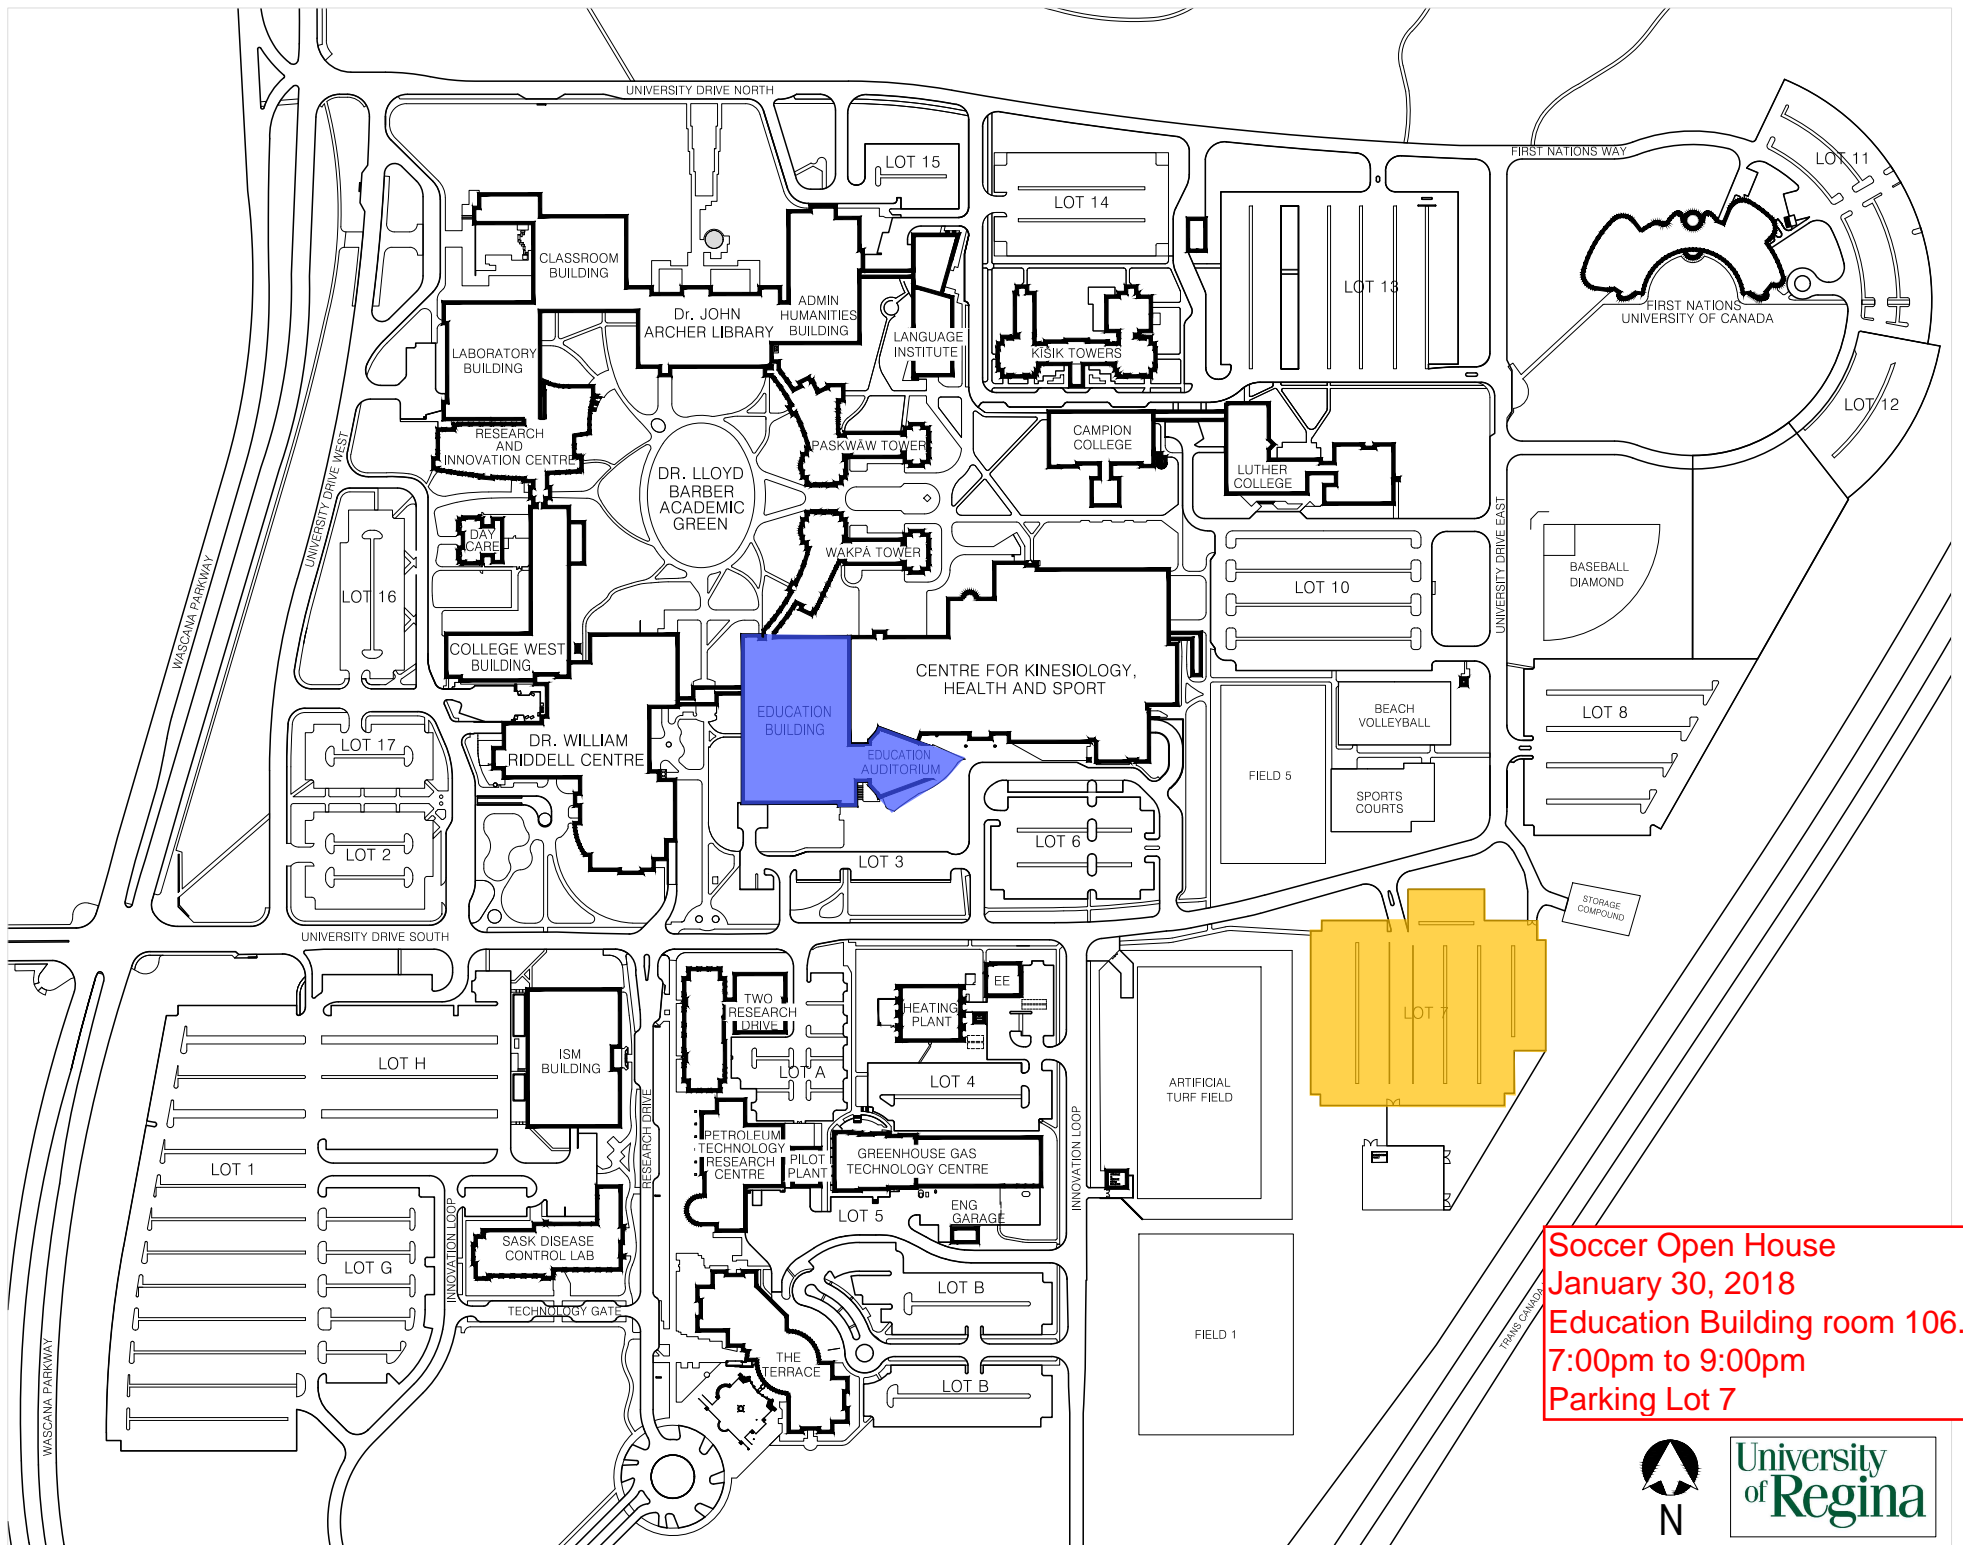 UNIVERSITY DRIVE NORTH
FIRST NATIONS WAY
LOT 11
LOT 15
LOT 14
CLASSROOM
BUILDING
LOT 13
Dr. JOHN
ARCHER LIBRARY
ADMIN
HUMANITIES
BUILDING
FIRST NATIONS
UNIVERSITY OF CANADA
LANGUAGE
INSTITUTE
KĪSIK TOWERS
LABORATORY
BUILDING
LOT 12
RESEARCH
AND
INNOVATION CENTRE
PASKWĀW TOWER
CAMPION
COLLEGE
LUTHER
COLLEGE
DR. LLOYD
BARBER
ACADEMIC
GREEN
UNIVERSITY DRIVE WEST
UNIVERSITY DRIVE EAST
DAY
CARE
WAKPĀ TOWER
BASEBALL
DIAMOND
LOT 16
LOT 10
WASCANA PARKWAY
COLLEGE WEST
BUILDING
CENTRE FOR KINESIOLOGY,
HEALTH AND SPORT
EDUCATION
BUILDING
BEACH
VOLLEYBALL
LOT 8
LOT 17
DR. WILLIAM
RIDDELL CENTRE
EDUCATION
AUDITORIUM
FIELD 5
SPORTS
COURTS
LOT 2
LOT 3
LOT 6
STORAGE
COMPOUND
UNIVERSITY DRIVE SOUTH
TWO
RESEARCH
DRIVE
HEATING
PLANT
EE
LOT 7
LOT H
ISM
BUILDING
LOT A
LOT 4
ARTIFICIAL
TURF FIELD
RESEARCH DRIVE
INNOVATION LOOP
PETROLEUM
TECHNOLOGY
RESEARCH
CENTRE
PILOT
PLANT
GREENHOUSE GAS
TECHNOLOGY CENTRE
LOT 1
LOT 5
ENG
GARAGE
INNOVATION LOOP
SASK DISEASE
CONTROL LAB
LOT G
LOT B
TECHNOLOGY GATE
FIELD 1
TRANS CANADA
THE
TERRACE
LOT B
WASCANA PARKWAY
Soccer Open House
January 30, 2018
Education Building room 106.
7:00pm to 9:00pm
Parking Lot 7
N
University
of Regina